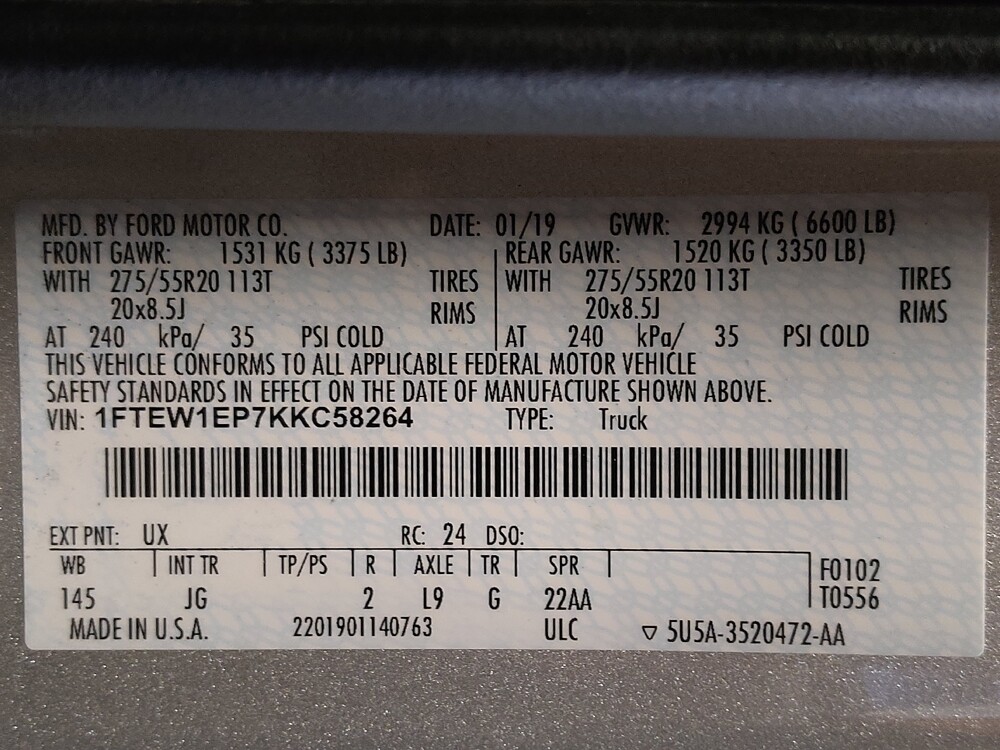 MFD. BY FORD MOTOR CO. DATE: 01/19 GVWR: 2994 KG ( 6600 LB)
FRONT GAWR: 1531 KG ( 3375 LB) REAR GAWR: 1520 KG ( 3350 LB)
WITH 275/55R20 113T TIRES WITH 275/55R20 113T TIRES
20x8.5J RIMS 20x8.5J RIMS
AT 240 kPa/ 35 PSI COLD AT 240 kPa/ 35 PSI COLD
THIS VEHICLE CONFORMS TO ALL APPLICABLE FEDERAL MOTOR VEHICLE
SAFETY STANDARDS IN EFFECT ON THE DATE OF MANUFACTURE SHOWN ABOVE.
VIN: 1FTEW1EP7KKC58264 TYPE: Truck
EXT PNT: UX RC: 24 DSO:
WB INT TR TP/PS R AXLE TR SPR F0102
145 JG 2 L9 G 22AA T0556
MADE IN U.S.A. 2201901140763 ULC ▽ 5U5A-3520472-AA